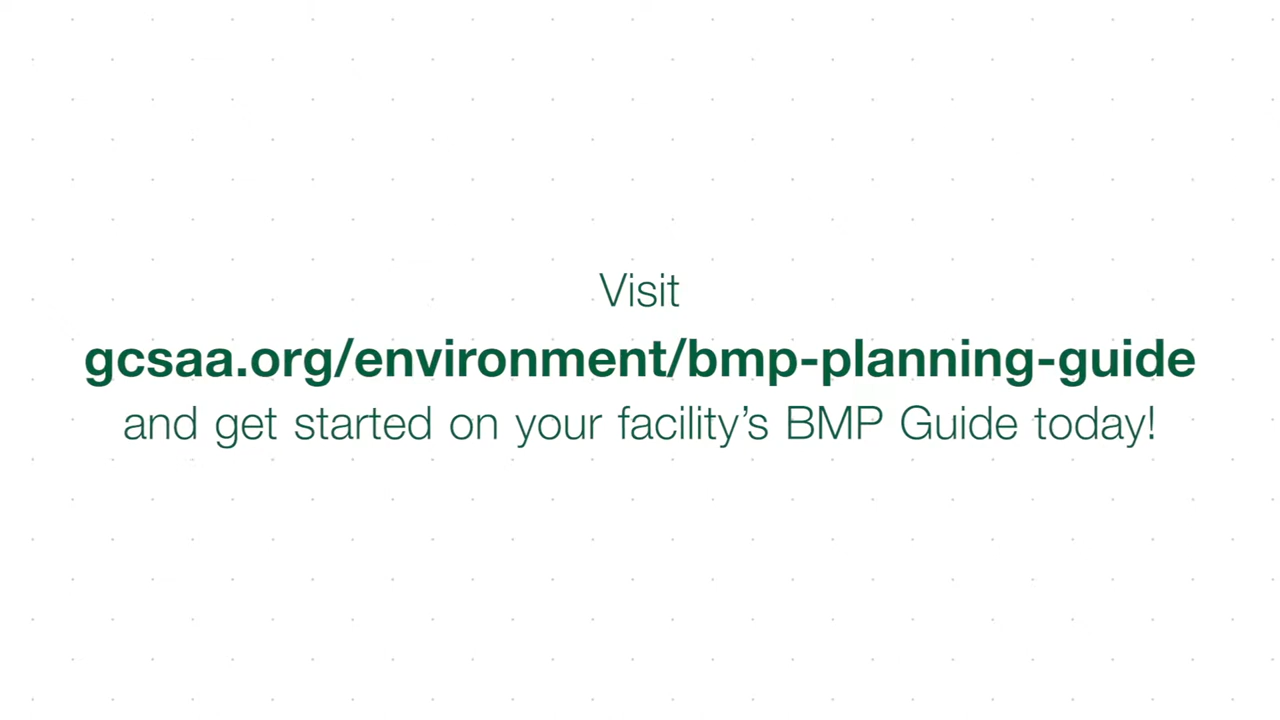 Visit
gcsaa.org/environment/bmp-planning-guide
and get started on your facility’s BMP Guide today!